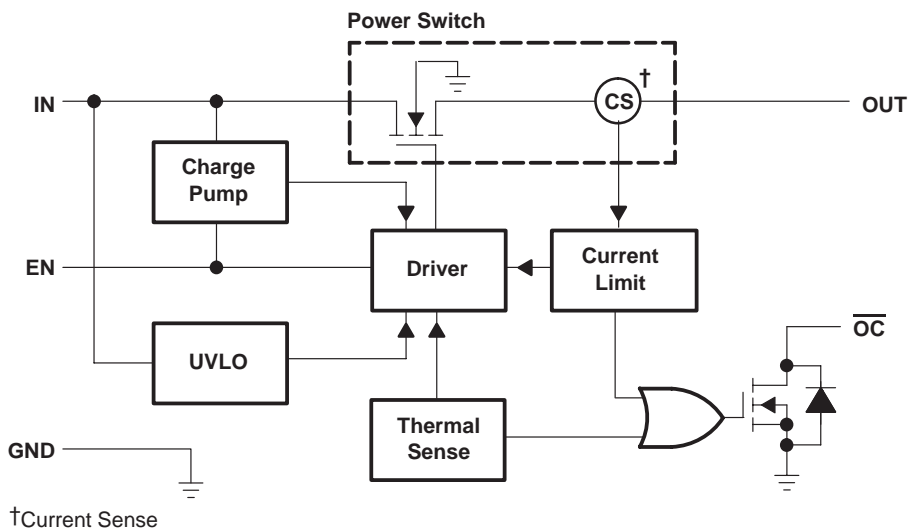 Power Switch
†
IN
CS
OUT
Charge
Pump
EN
Driver
Current
Limit
OC
UVLO
Thermal
Sense
GND
†Current Sense